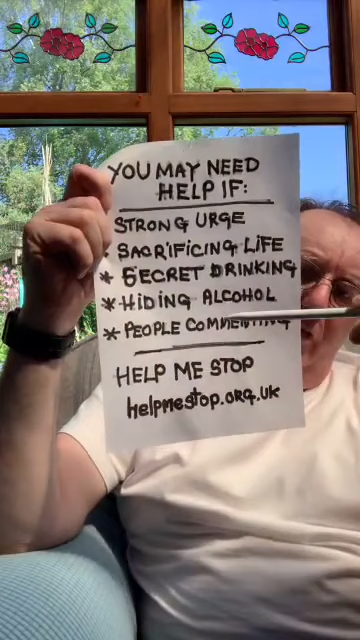 YOU MAY NEED
HELP IF:
STRONG URGE
* SACRIFICING LIFE
* SECRET DRINKING
* HIDING ALCOHOL
* PEOPLE COMMENTING
HELP ME STOP
helpmestop.org.uk